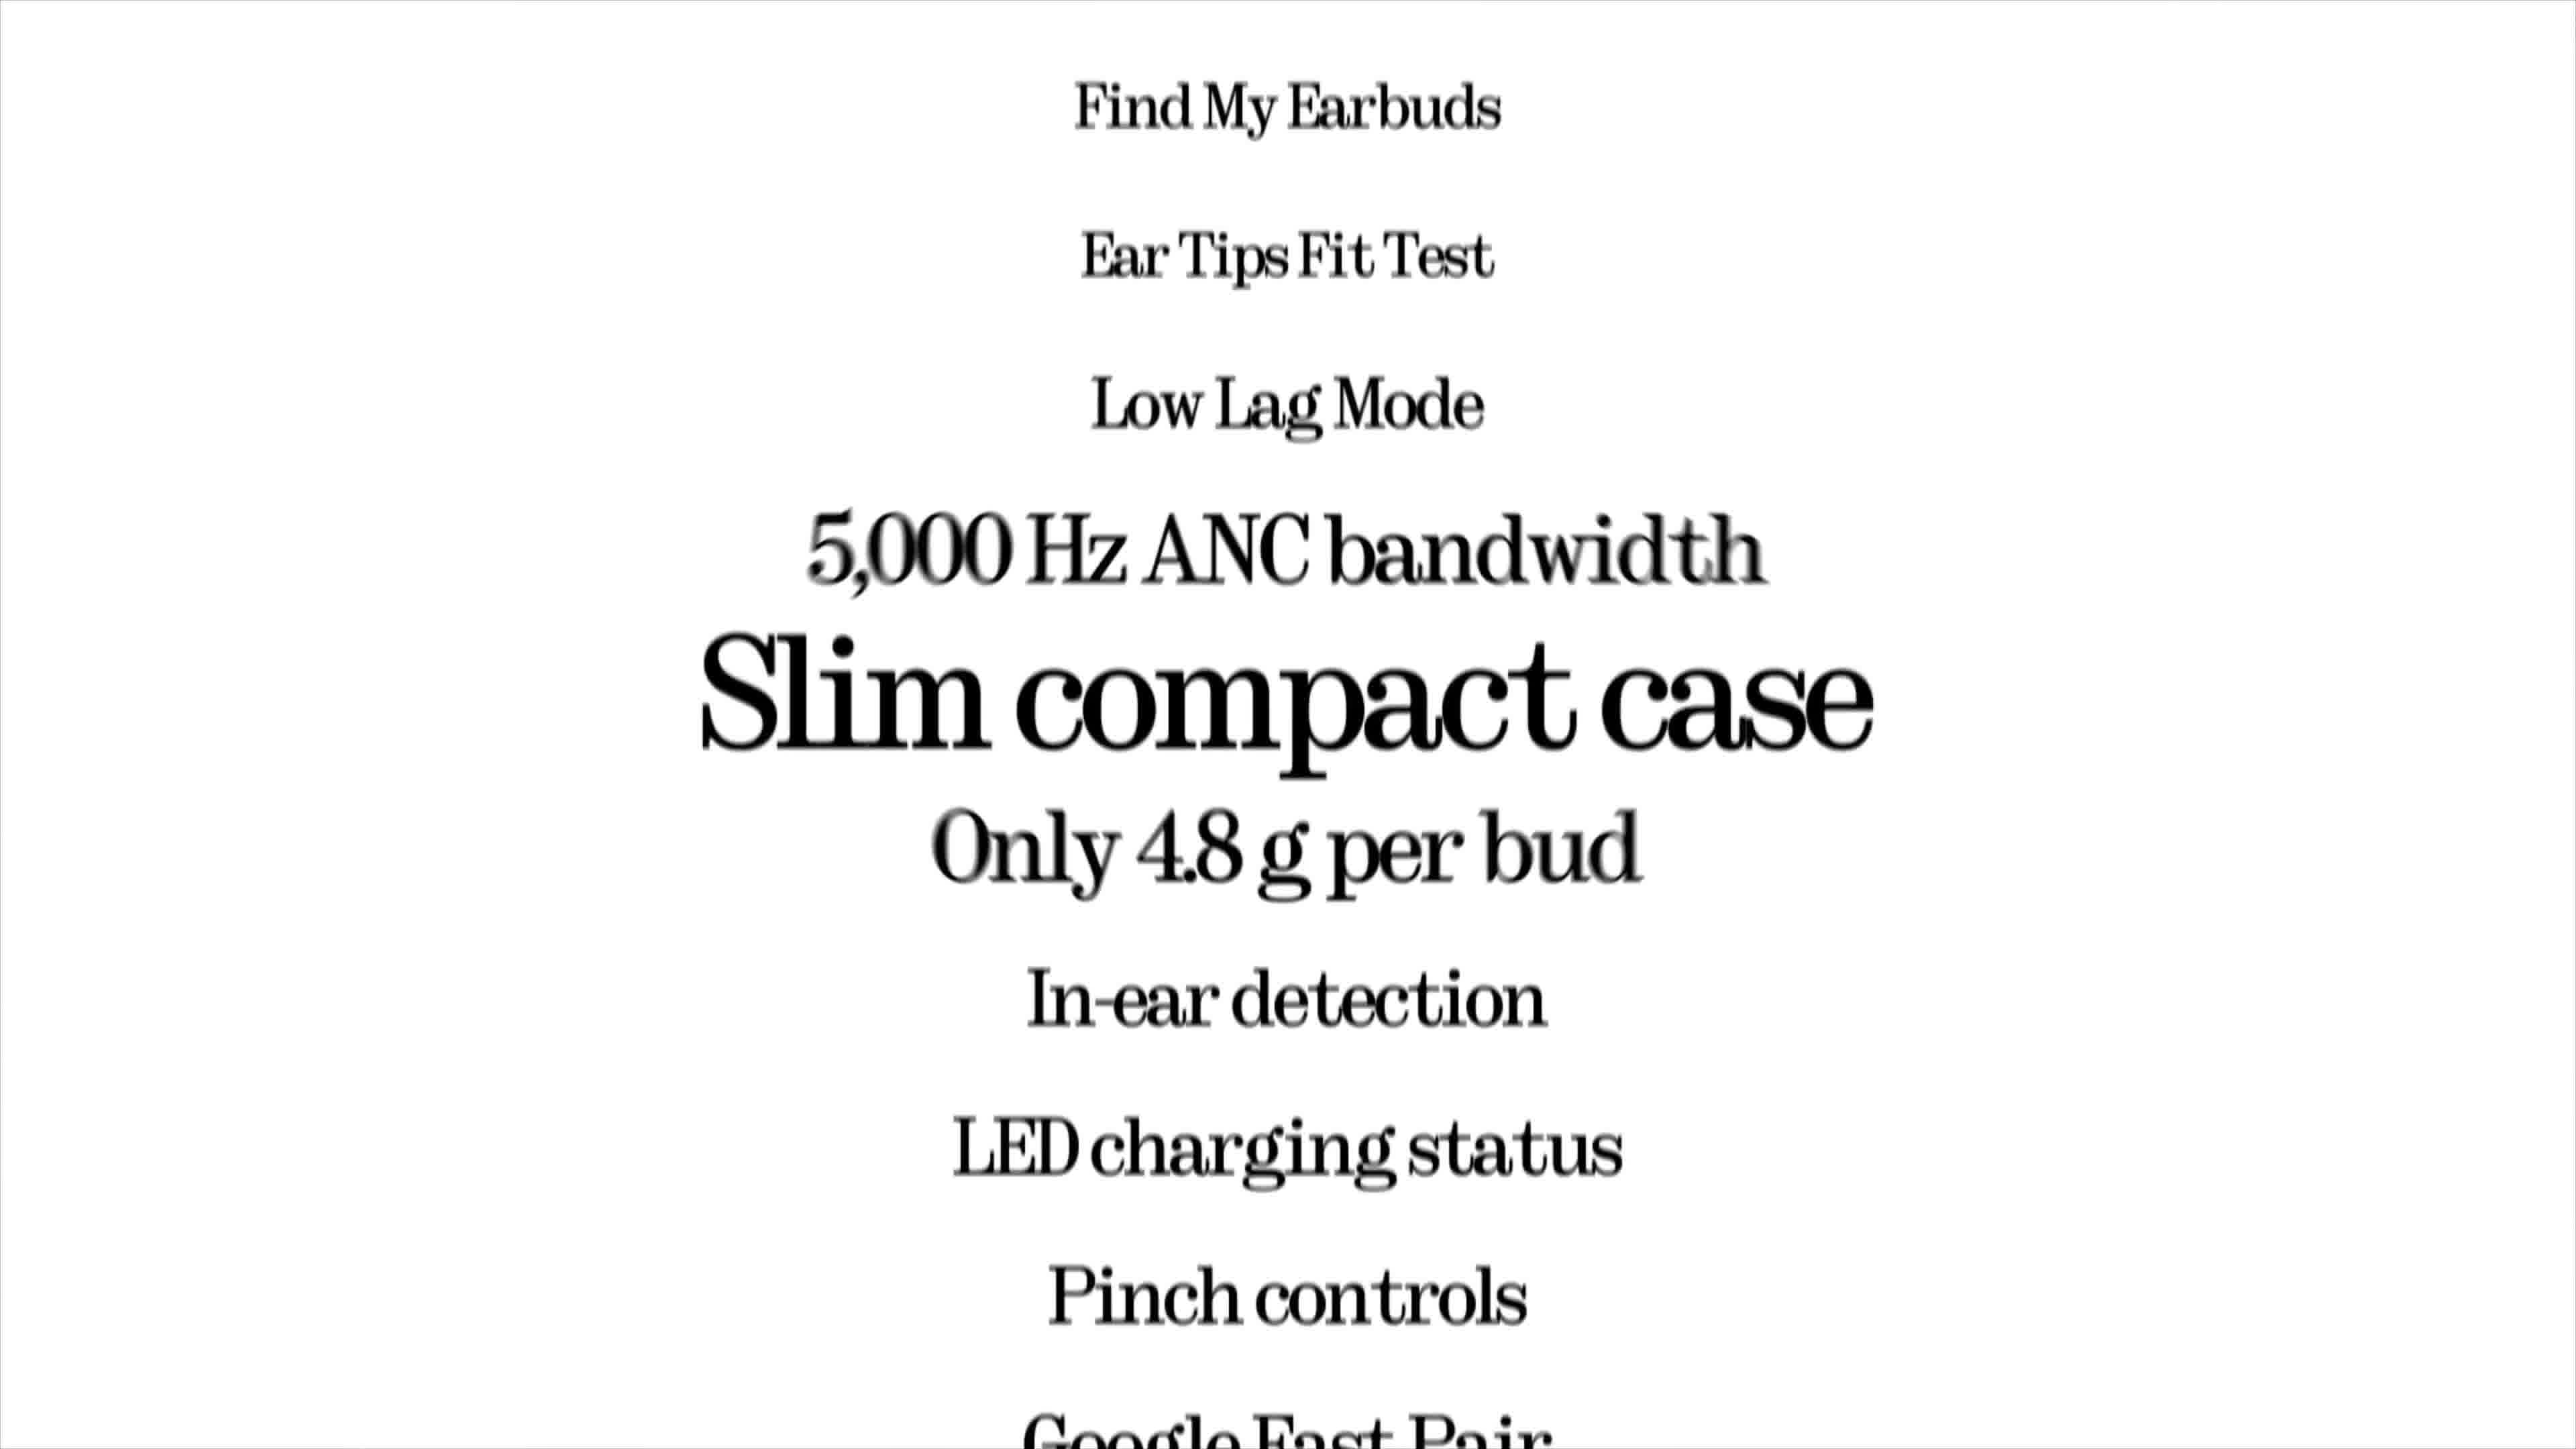 Find My Earbuds
Ear Tips Fit Test
Low Lag Mode
5,000 Hz ANC bandwidth
Slim compact case
Only 4.8 g per bud
In-ear detection
LED charging status
Pinch controls
Google Fast Pair